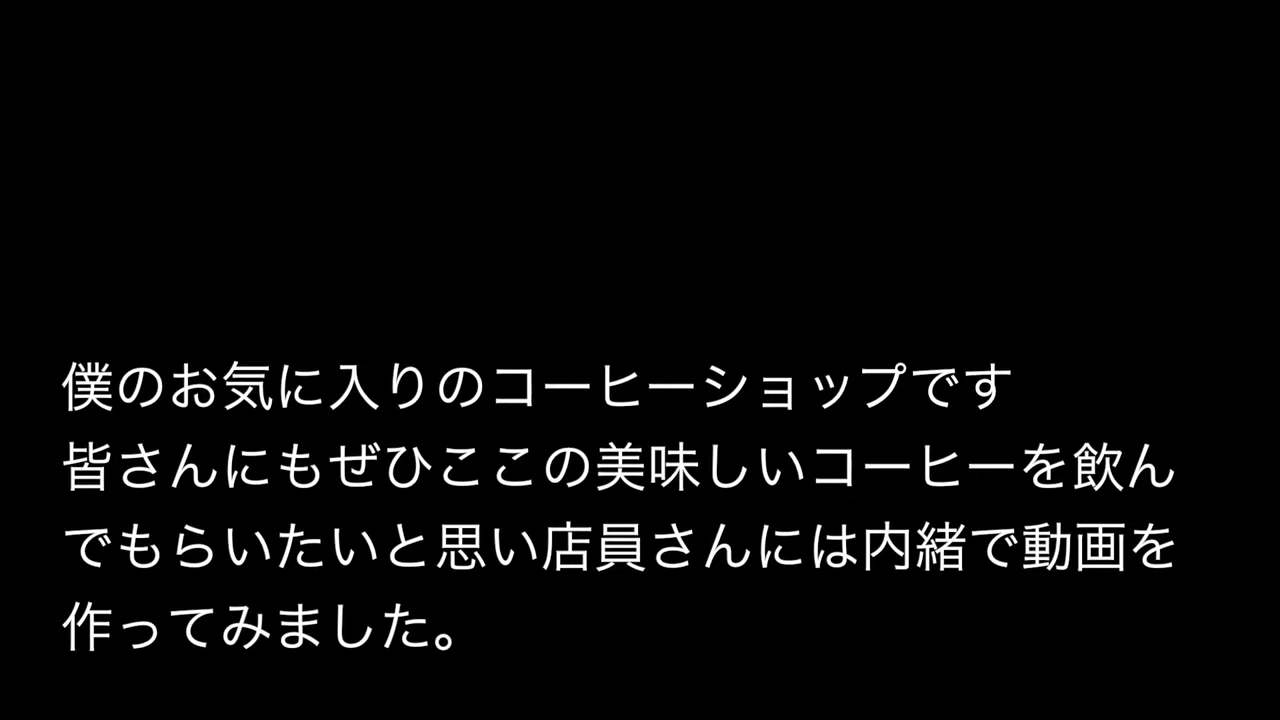 僕のお気に入りのコーヒーショップです
皆さんにもぜひここの美味しいコーヒーを飲ん
でもらいたいと思い店員さんには内緒で動画を
作ってみました。